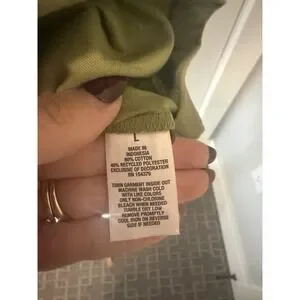 L
MADE IN
INDONESIA
60% COTTON
40% RECYCLED POLYESTER
EXCLUSIVE OF DECORATION
RN 156376
TURN GARMENT INSIDE OUT
MACHINE WASH COLD
WITH LIKE COLORS
ONLY NON-CHLORINE
BLEACH WHEN NEEDED
TUMBLE DRY LOW
REMOVE PROMPTLY
COOL IRON ON REVERSE
SIDE IF NEEDED